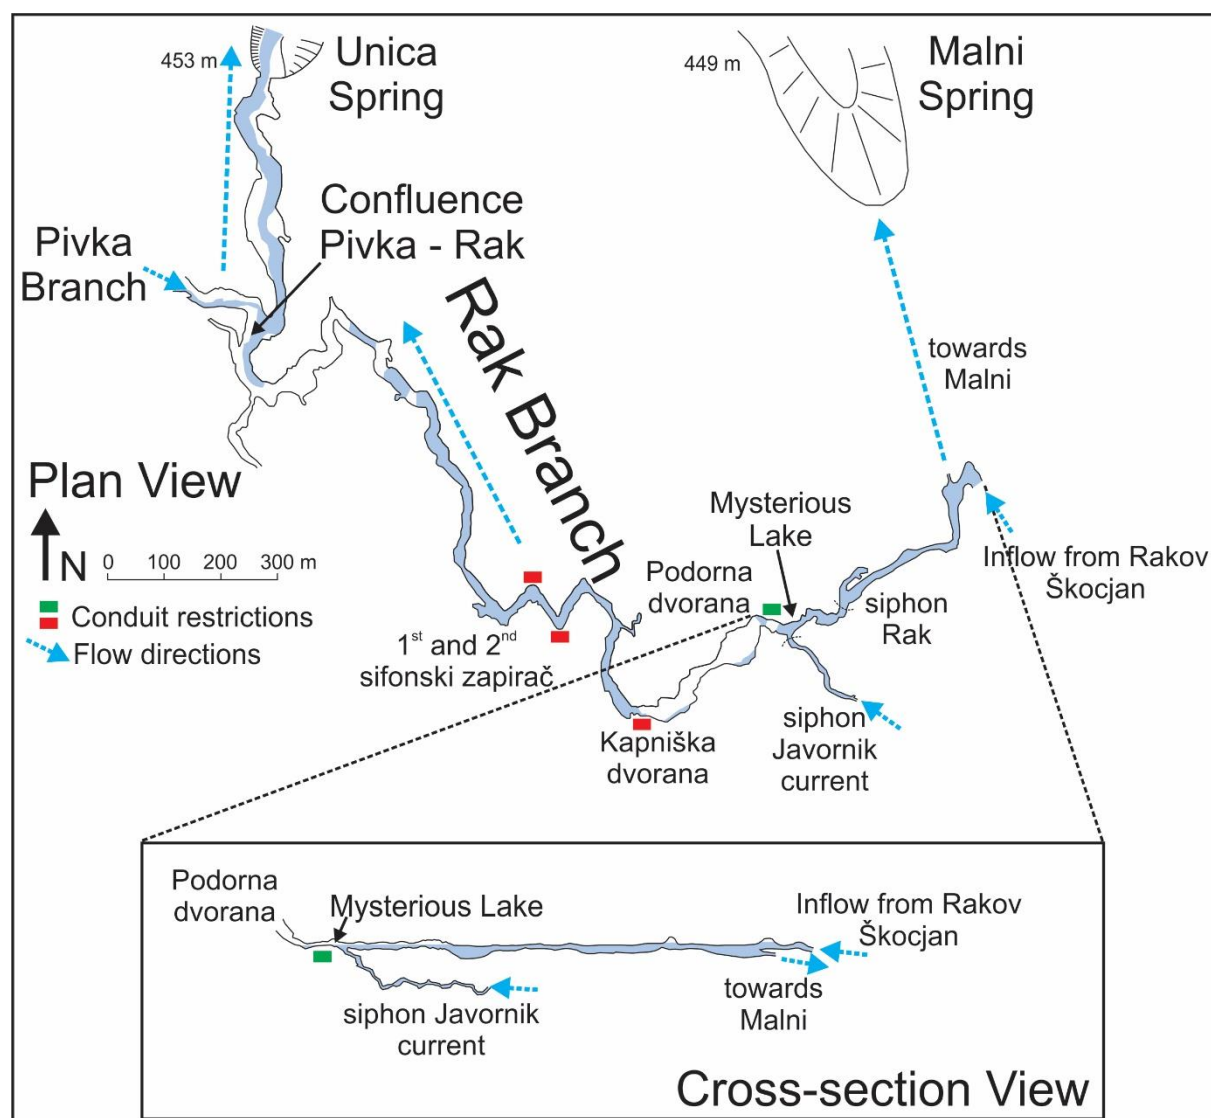 453 m
Unica
Spring
449 m
Malni
Spring
Confluence
Pivka - Rak
Pivka
Branch
Rak Branch
towards
Malni
Plan View
N
0 100 200 300 m
Conduit restrictions
Flow directions
Mysterious
Lake
Podorna
dvorana
Inflow from Rakov
Škocjan
siphon
Rak
1st and 2nd
sifonski zapirač
Kapniška
dvorana
siphon
Javornik
current
Podorna
dvorana
Mysterious Lake
Inflow from Rakov
Škocjan
towards
Malni
siphon Javornik
current
Cross-section View